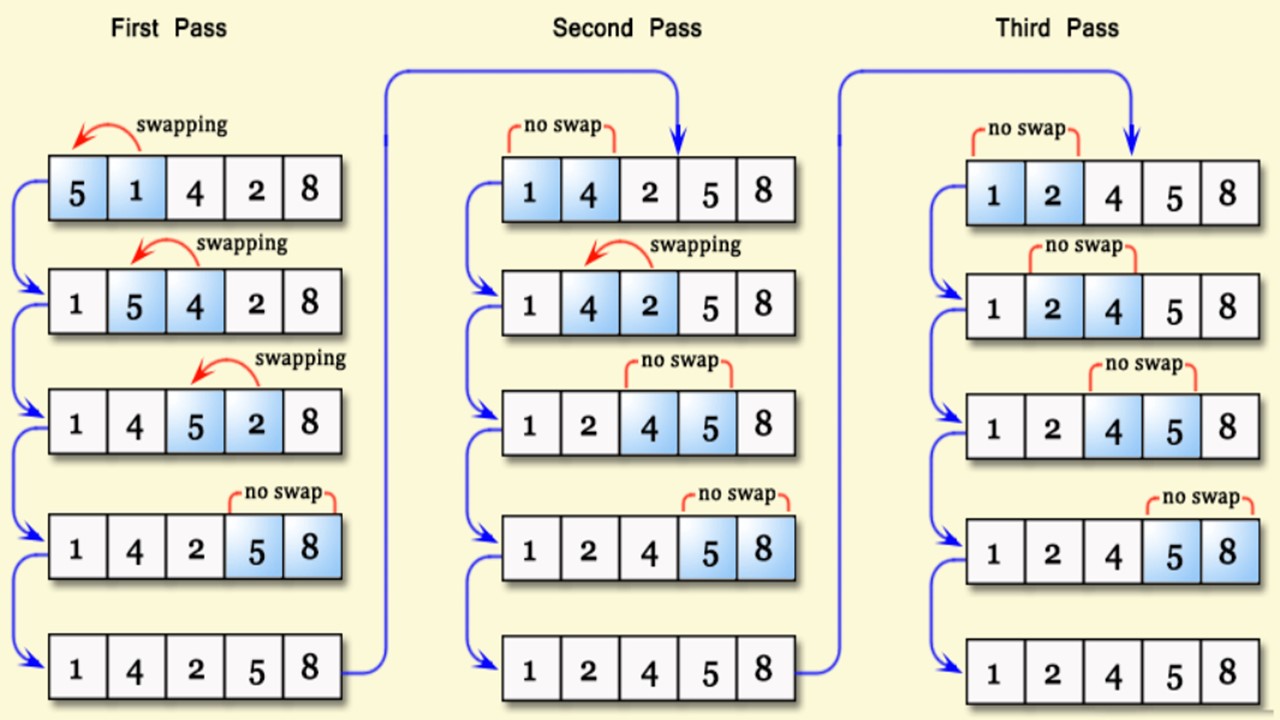 First Pass
swapping
5 1 4 2 8
swapping
1 5 4 2 8
swapping
1 4 5 2 8
no swap
1 4 2 5 8
1 4 2 5 8
Second Pass
no swap
1 4 2 5 8
swapping
1 4 2 5 8
no swap
1 2 4 5 8
no swap
1 2 4 5 8
1 2 4 5 8
Third Pass
no swap
1 2 4 5 8
no swap
1 2 4 5 8
no swap
1 2 4 5 8
no swap
1 2 4 5 8
1 2 4 5 8